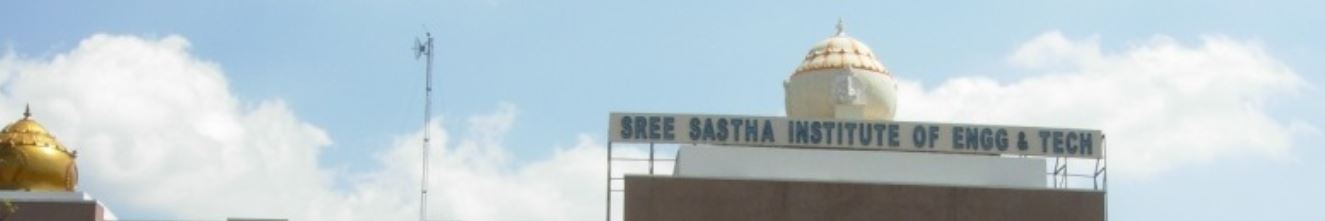 SREE SASTHA INSTITUTE OF ENGG & TECH